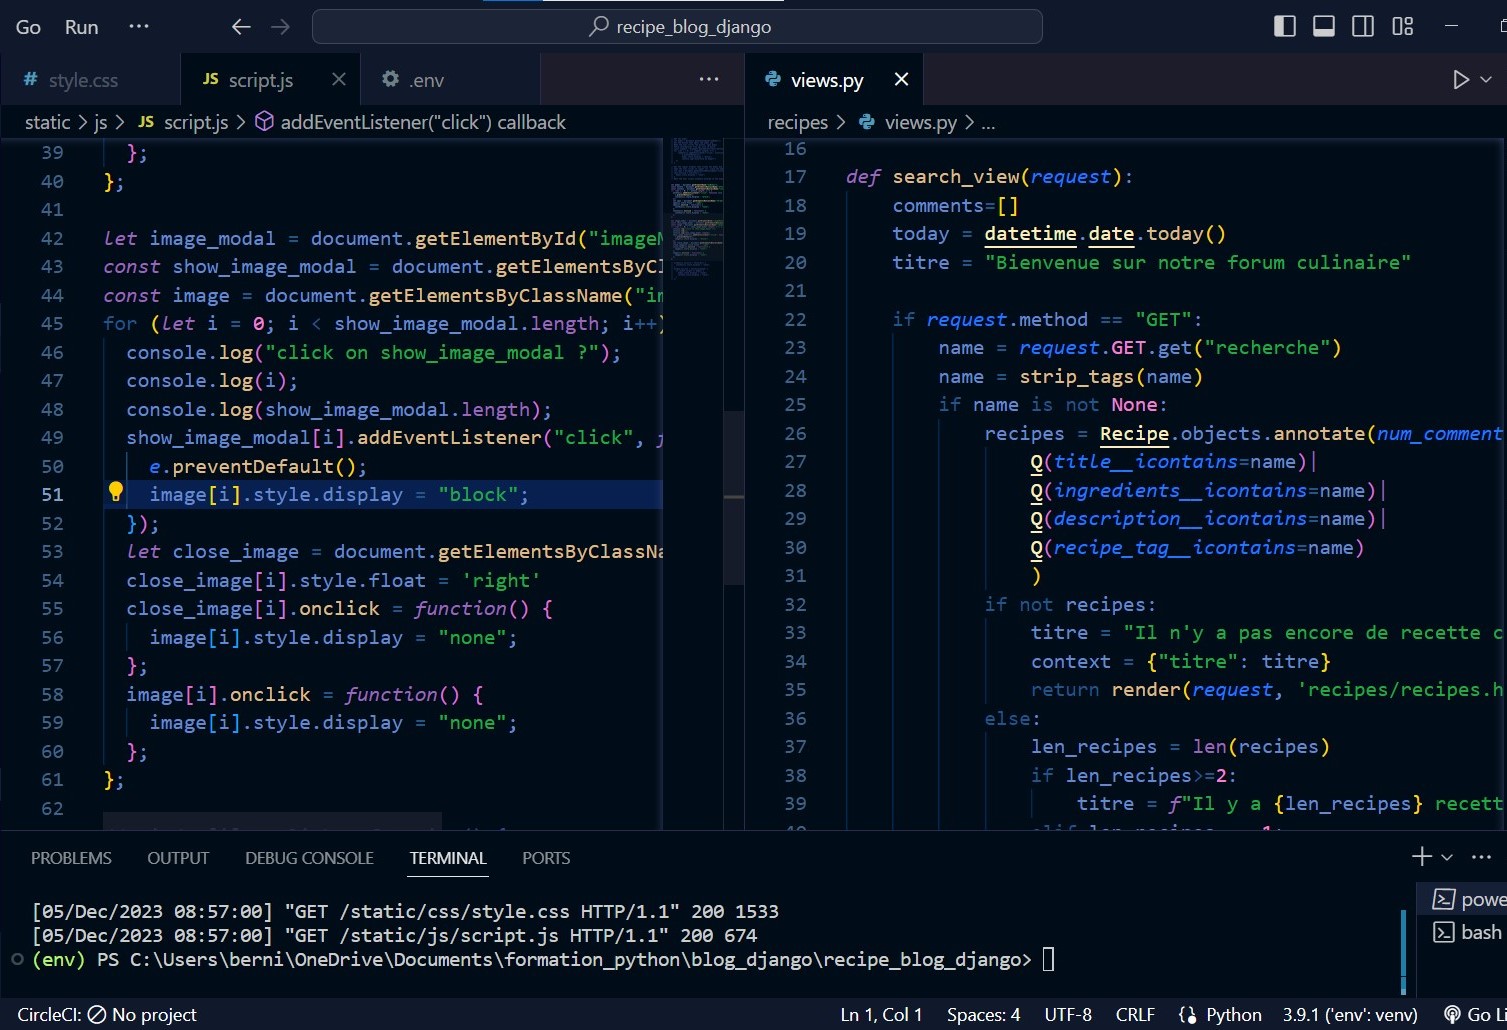 Go Run ··· recipe_blog_django
# style.css JS script.js .env ···
views.py
static > js > JS script.js > addEventListener("click") callback
recipes > views.py > ...
39 };
40 };
41
42 let image_modal = document.getElementById("image
43 const show_image_modal = document.getElementsByCl
44 const image = document.getElementsByClassName("im
45 for (let i = 0; i < show_image_modal.length; i++)
46 console.log("click on show_image_modal ?");
47 console.log(i);
48 console.log(show_image_modal.length);
49 show_image_modal[i].addEventListener("click", f
50 e.preventDefault();
51 image[i].style.display = "block";
52 });
53 let close_image = document.getElementsByClassNa
54 close_image[i].style.float = 'right'
55 close_image[i].onclick = function() {
56 image[i].style.display = "none";
57 };
58 image[i].onclick = function() {
59 image[i].style.display = "none";
60 };
61 };
62
16
17 def search_view(request):
18 comments=[]
19 today = datetime.date.today()
20 titre = "Bienvenue sur notre forum culinaire"
21
22 if request.method == "GET":
23 name = request.GET.get("recherche")
24 name = strip_tags(name)
25 if name is not None:
26 recipes = Recipe.objects.annotate(num_comment
27 Q(title__icontains=name)|
28 Q(ingredients__icontains=name)|
29 Q(description__icontains=name)|
30 Q(recipe_tag__icontains=name)
31 )
32 if not recipes:
33 titre = "Il n'y a pas encore de recette c
34 context = {"titre": titre}
35 return render(request, 'recipes/recipes.h
36 else:
37 len_recipes = len(recipes)
38 if len_recipes>=2:
39 titre = f"Il y a {len_recipes} recett
PROBLEMS OUTPUT DEBUG CONSOLE TERMINAL PORTS
[05/Dec/2023 08:57:00] "GET /static/css/style.css HTTP/1.1" 200 1533
[05/Dec/2023 08:57:00] "GET /static/js/script.js HTTP/1.1" 200 674
(env) PS C:\Users\berni\OneDrive\Documents\formation_python\blog_django\recipe_blog_django>
powe
bash
CircleCI: No project Ln 1, Col 1 Spaces: 4 UTF-8 CRLF Python 3.9.1 ('env': venv) Go Li